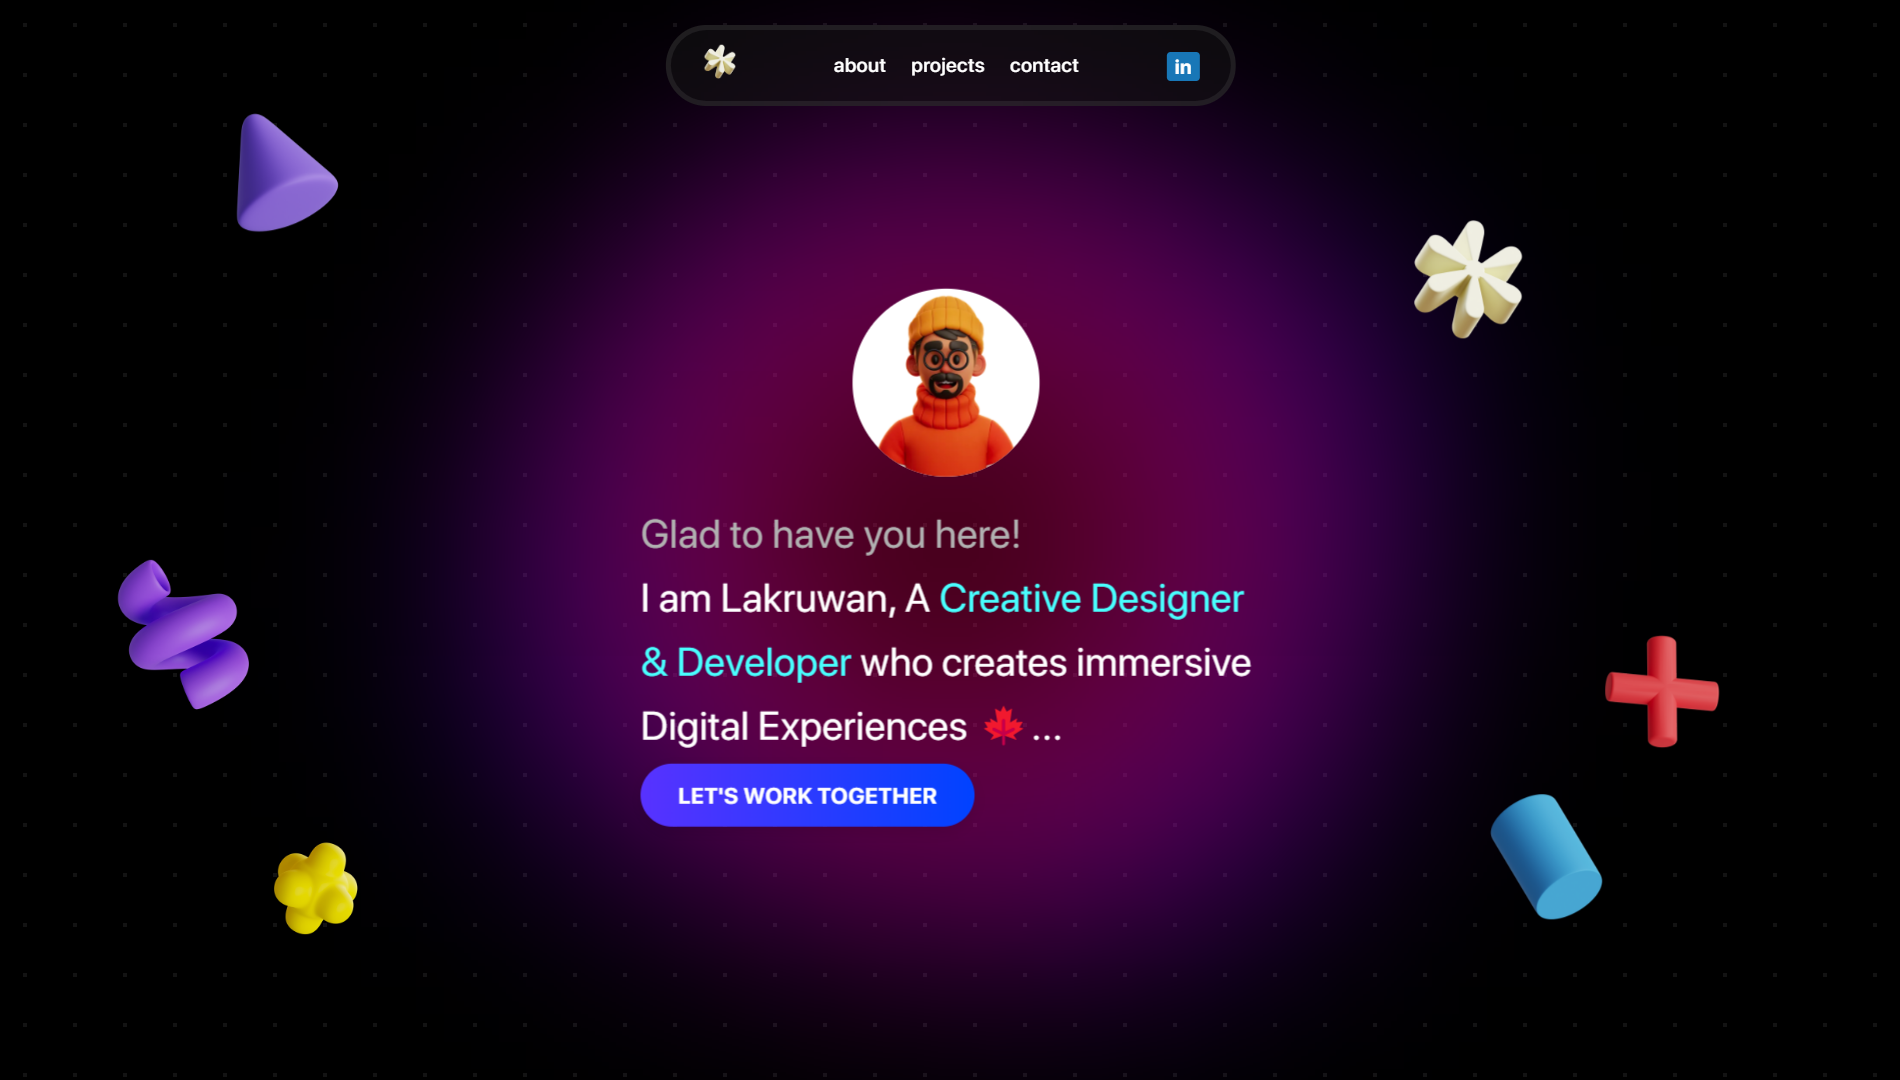 about projects contact in
Glad to have you here!
I am Lakruwan, A Creative Designer
& Developer who creates immersive
Digital Experiences 🍁 ...
LET'S WORK TOGETHER